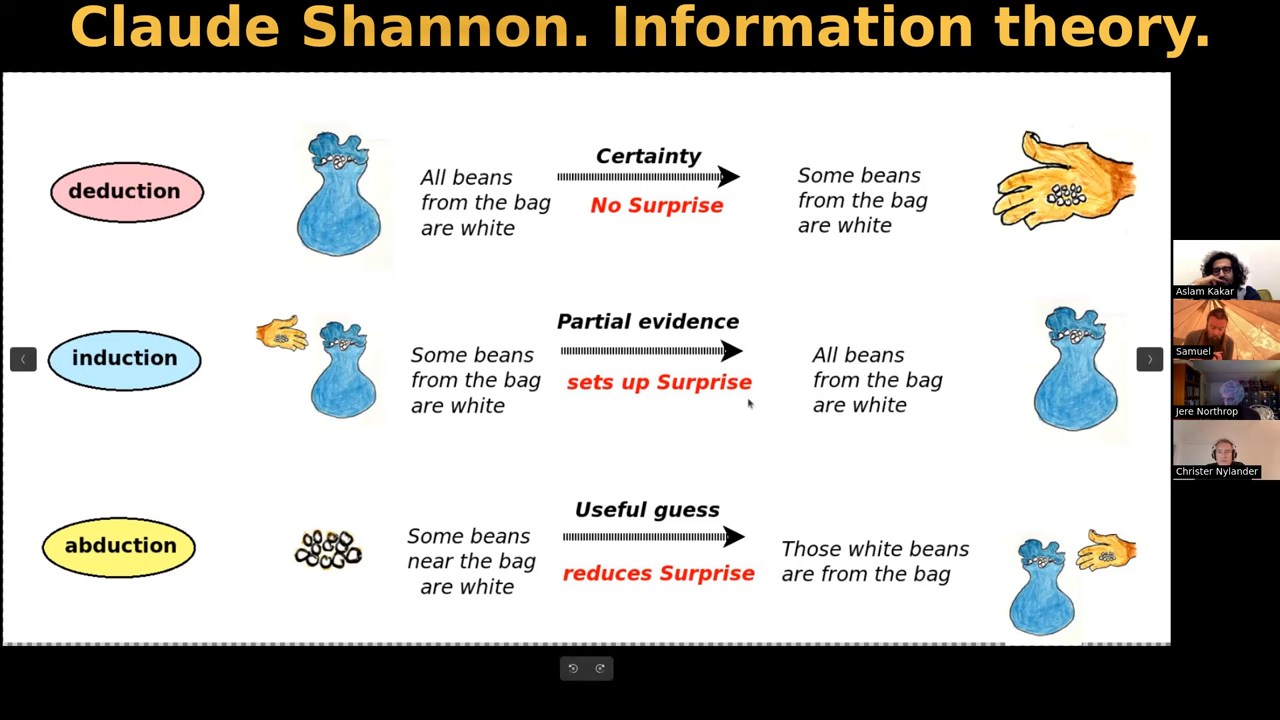 Claude Shannon. Information theory.
deduction
All beans
from the bag
are white
Certainty
No Surprise
Some beans
from the bag
are white
induction
Some beans
from the bag
are white
Partial evidence
sets up Surprise
All beans
from the bag
are white
abduction
Some beans
near the bag
are white
Useful guess
reduces Surprise
Those white beans
are from the bag
Aslam Kakar
Samuel
Jere Northrop
Christer Nylander